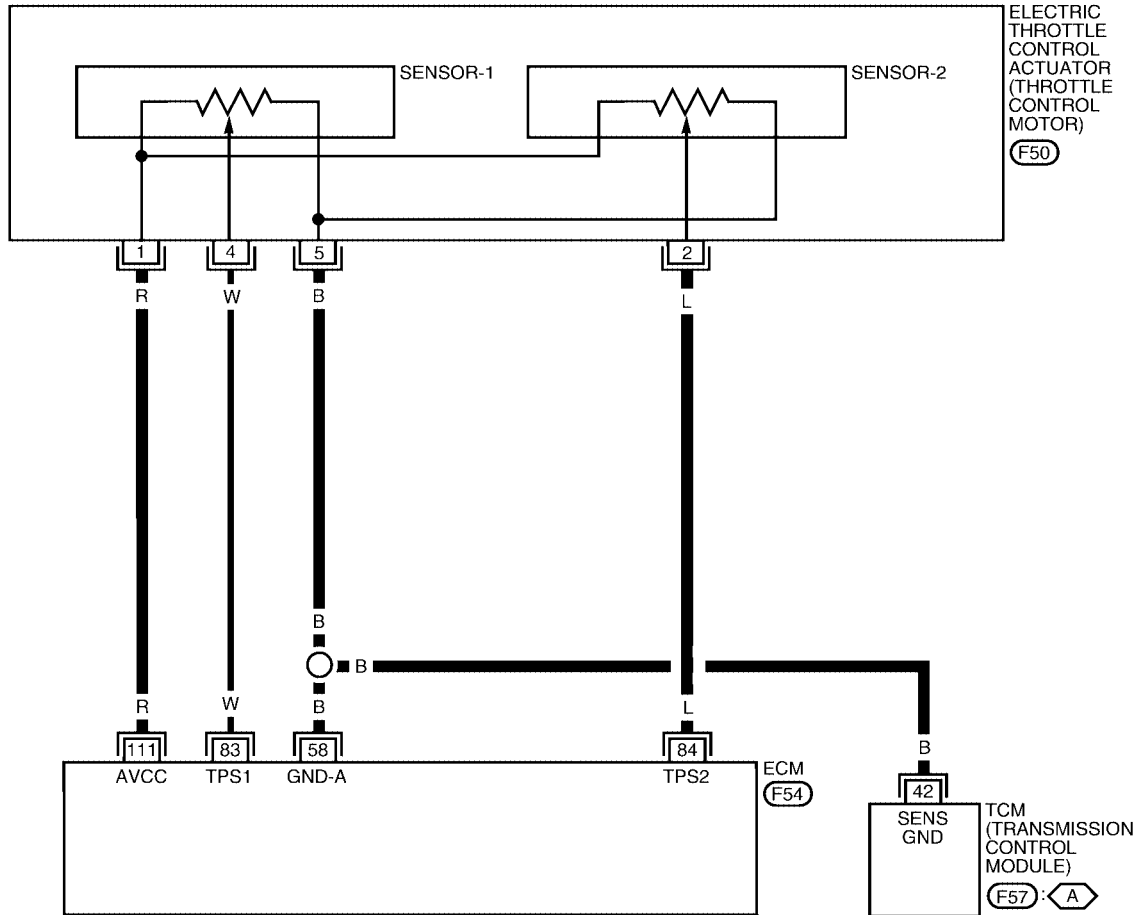 ELECTRIC
THROTTLE
CONTROL
ACTUATOR
(THROTTLE
CONTROL
MOTOR)
F50
SENSOR-1
SENSOR-2
1
4
5
2
R
W
B
L
B
B
R
W
B
L
B
111
83
58
84
AVCC
TPS1
GND-A
TPS2
ECM
F54
42
SENS
GND
TCM
(TRANSMISSION
CONTROL
MODULE)
F57 : A